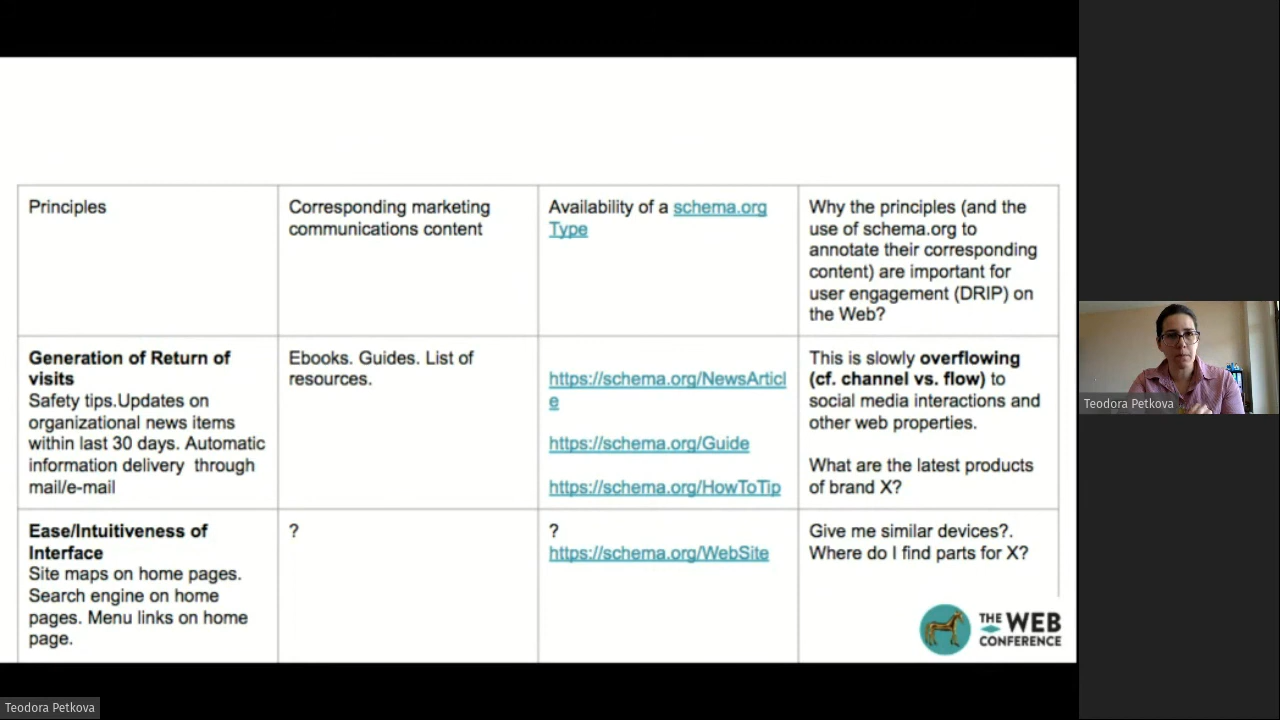 Principles
Corresponding marketing
communications content
Availability of a schema.org
Type
Why the principles (and the
use of schema.org to
annotate their corresponding
content) are important for
user engagement (DRIP) on
the Web?
Generation of Return of
visits
Safety tips.Updates on
organizational news items
within last 30 days. Automatic
information delivery through
mail/e-mail
Ebooks. Guides. List of
resources.
https://schema.org/NewsArticl
e
https://schema.org/Guide
https://schema.org/HowToTip
This is slowly overflowing
(cf. channel vs. flow) to
social media interactions and
other web properties.
What are the latest products
of brand X?
Ease/Intuitiveness of
Interface
Site maps on home pages.
Search engine on home
pages. Menu links on home
page.
?
?
https://schema.org/WebSite
Give me similar devices?.
Where do I find parts for X?
THE WEB
CONFERENCE
Teodora Petkova
Teodora Petkova